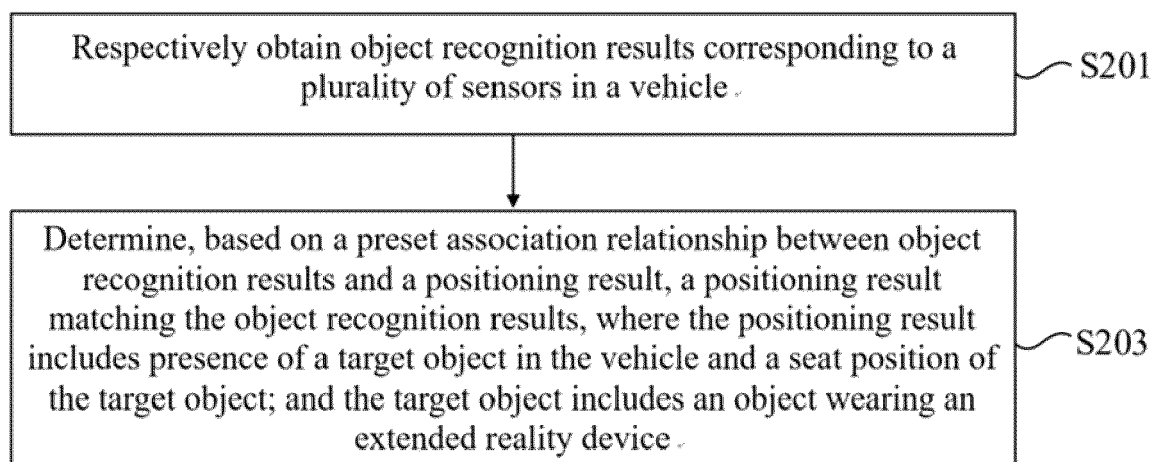 Respectively obtain object recognition results corresponding to a
plurality of sensors in a vehicle.
S201
Determine, based on a preset association relationship between object
recognition results and a positioning result, a positioning result
matching the object recognition results, where the positioning result
includes presence of a target object in the vehicle and a seat position of
the target object; and the target object includes an object wearing an
extended reality device.
S203